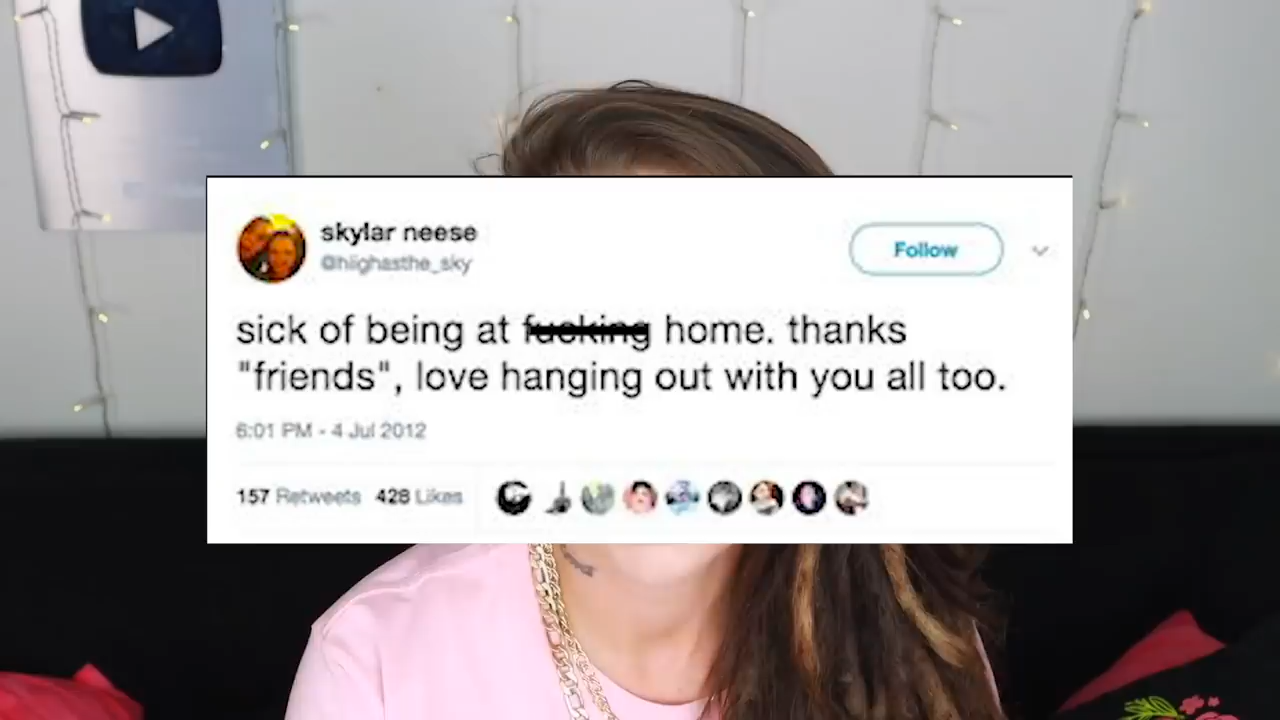 skylar neese
@hiighasthe_sky
Follow
sick of being at fucking home. thanks
"friends", love hanging out with you all too.
6:01 PM - 4 Jul 2012
157 Retweets 428 Likes